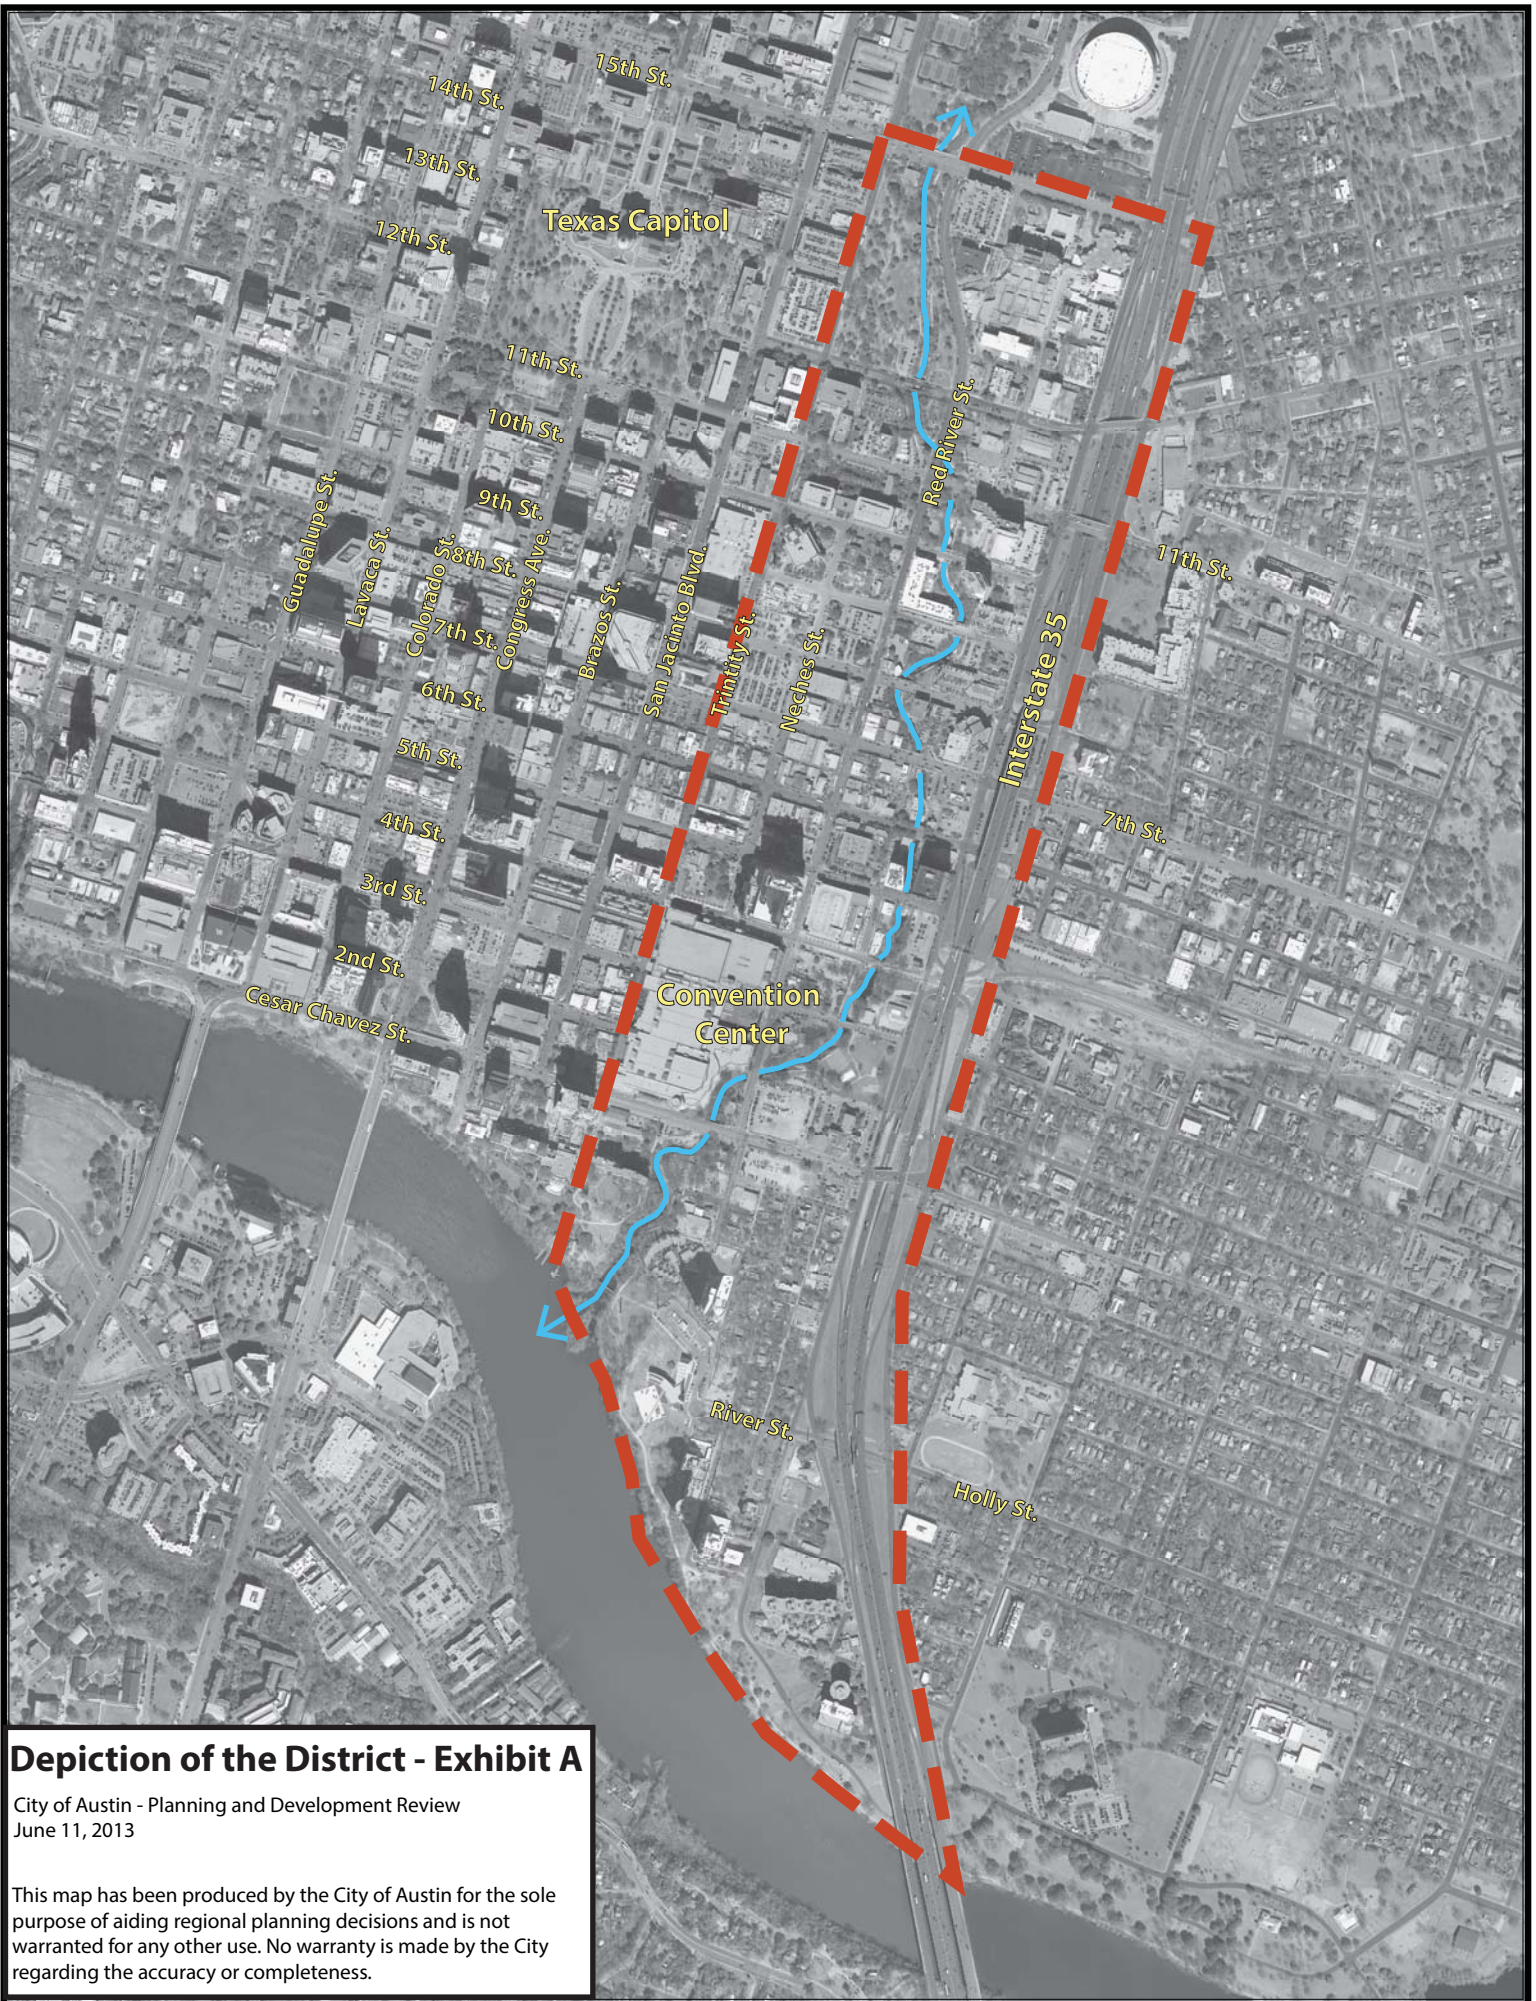 15th St.
14th St.
13th St.
Texas Capitol
12th St.
11th St.
10th St.
Red River St.
9th St.
Guadalupe St.
Lavaca St.
Colorado St.
8th St.
Congress Ave.
11th St.
Brazos St.
San Jacinto Blvd.
7th St.
Trintity St.
Neches St.
Interstate 35
6th St.
5th St.
4th St.
7th St.
3rd St.
2nd St.
Cesar Chavez St.
Convention
Center
River St.
Holly St.
Depiction of the District - Exhibit A
City of Austin - Planning and Development Review
June 11, 2013
This map has been produced by the City of Austin for the sole
purpose of aiding regional planning decisions and is not
warranted for any other use. No warranty is made by the City
regarding the accuracy or completeness.